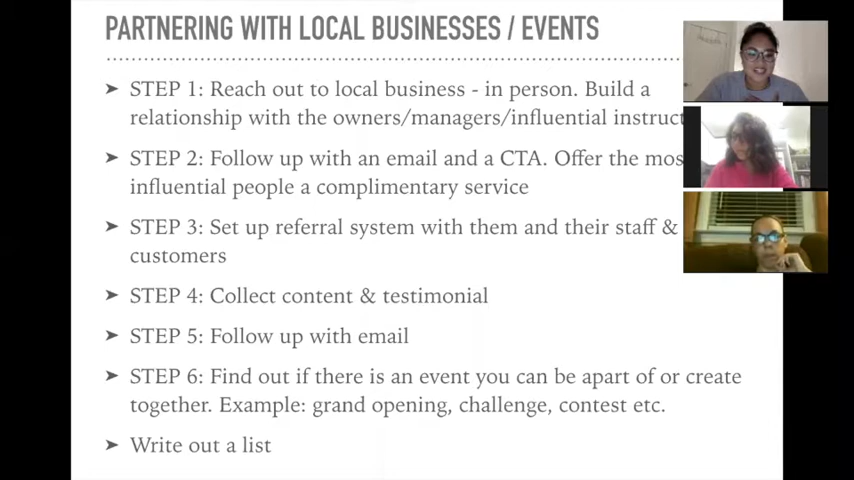 PARTNERING WITH LOCAL BUSINESSES / EVENTS
➤ STEP 1: Reach out to local business - in person. Build a
relationship with the owners/managers/influential instruct
➤ STEP 2: Follow up with an email and a CTA. Offer the mos
influential people a complimentary service
➤ STEP 3: Set up referral system with them and their staff &
customers
➤ STEP 4: Collect content & testimonial
➤ STEP 5: Follow up with email
➤ STEP 6: Find out if there is an event you can be apart of or create
together. Example: grand opening, challenge, contest etc.
➤ Write out a list